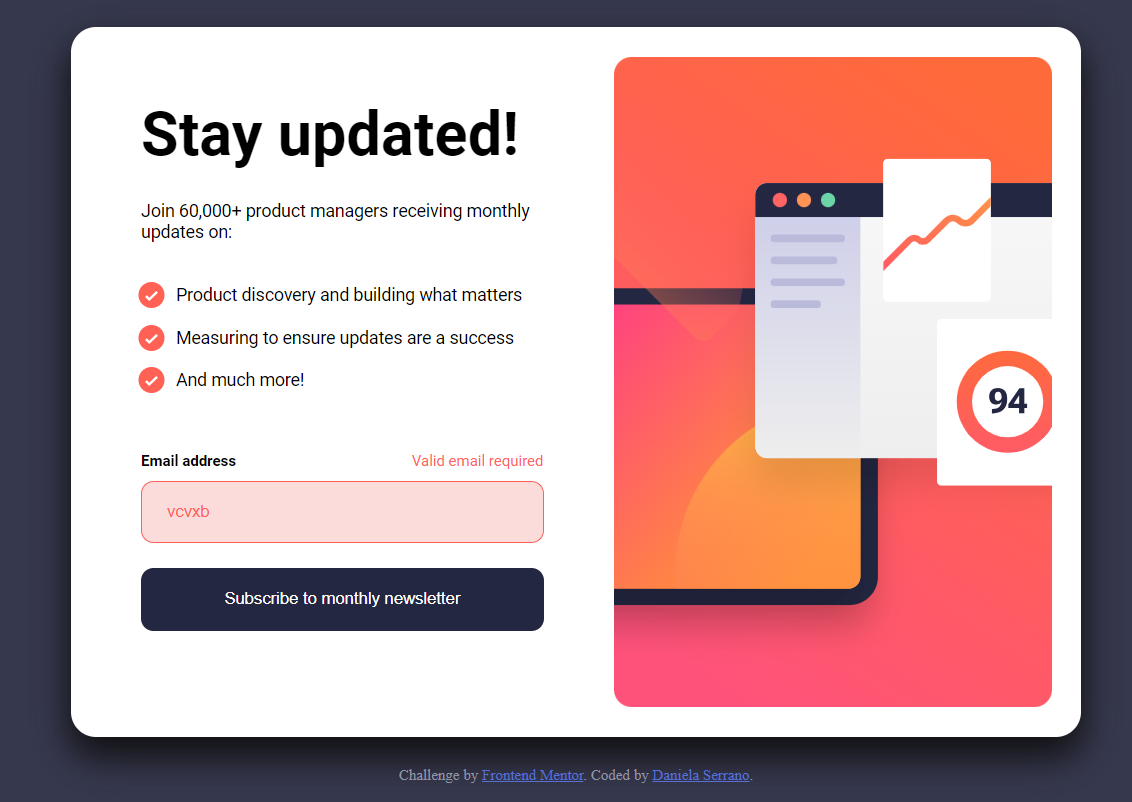 Stay updated!
Join 60,000+ product managers receiving monthly
updates on:
Product discovery and building what matters
Measuring to ensure updates are a success
And much more!
Email address
Valid email required
vcvxb
Subscribe to monthly newsletter
94
Challenge by Frontend Mentor. Coded by Daniela Serrano.